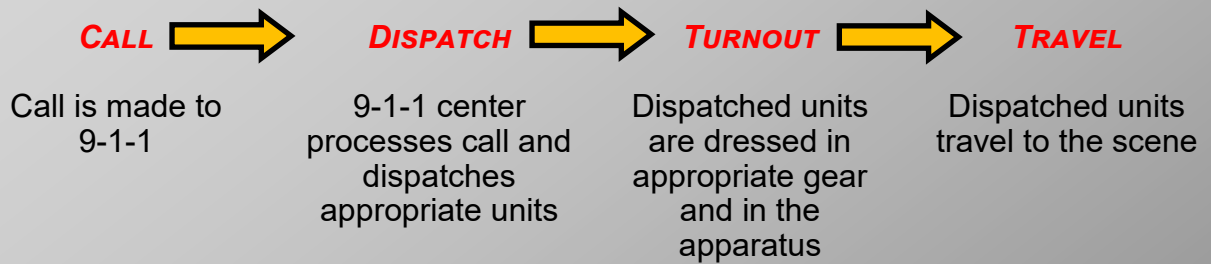 CALL
DISPATCH
TURNOUT
TRAVEL
Call is made to
9-1-1
9-1-1 center
processes call and
dispatches
appropriate units
Dispatched units
are dressed in
appropriate gear
and in the
apparatus
Dispatched units
travel to the scene